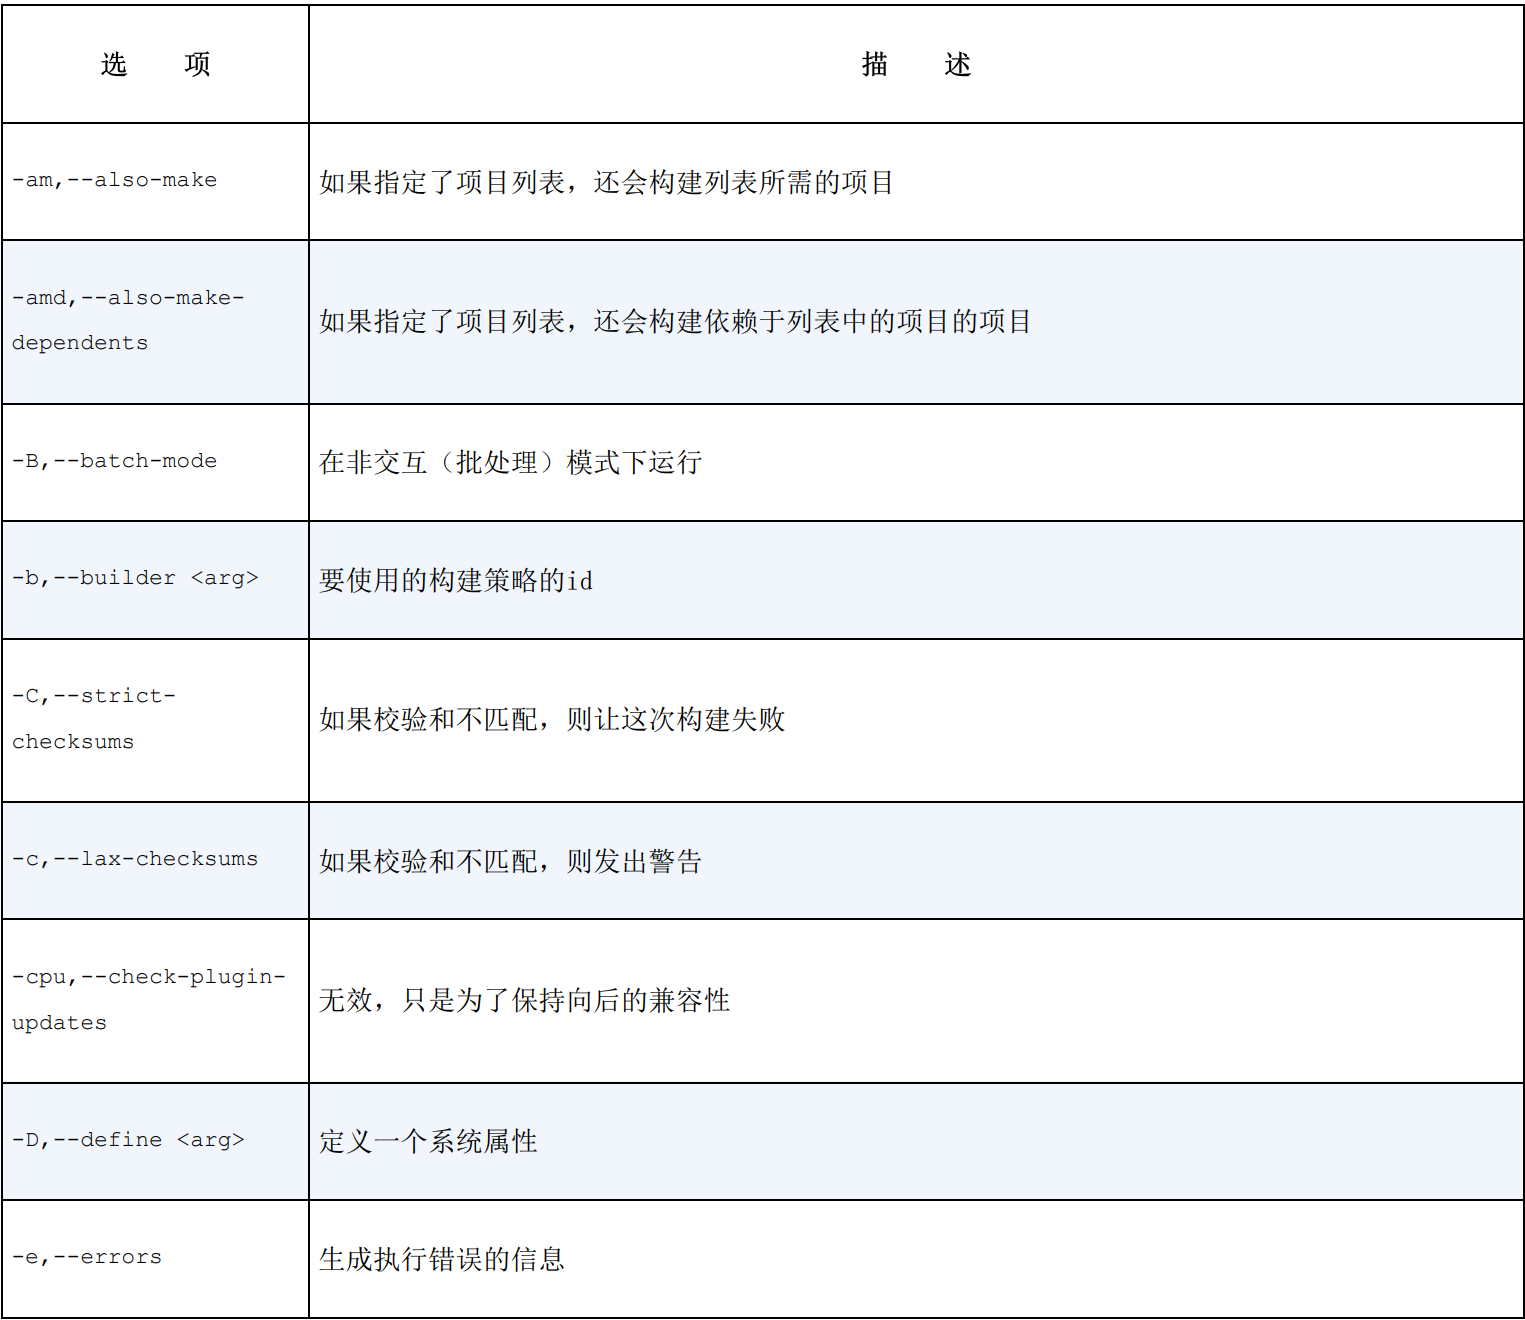 选 项
描 述
-am,--also-make
如果指定了项目列表，还会构建列表所需的项目
-amd,--also-make-
dependents
如果指定了项目列表，还会构建依赖于列表中的项目的项目
-B,--batch-mode
在非交互（批处理）模式下运行
-b,--builder <arg>
要使用的构建策略的id
-C,--strict-
checksums
如果校验和不匹配，则让这次构建失败
-c,--lax-checksums
如果校验和不匹配，则发出警告
-cpu,--check-plugin-
updates
无效，只是为了保持向后的兼容性
-D,--define <arg>
定义一个系统属性
-e,--errors
生成执行错误的信息